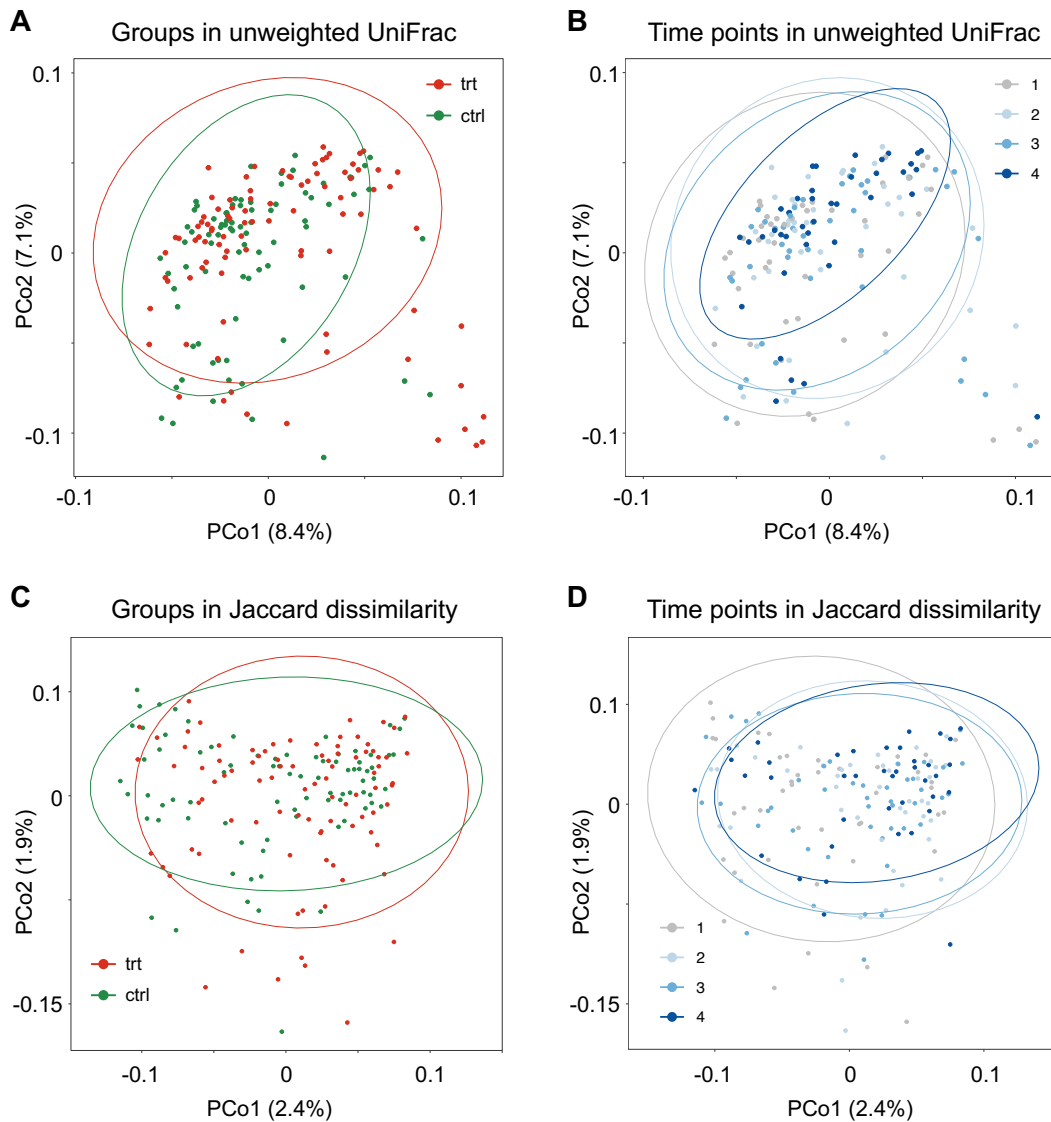 A
Groups in unweighted UniFrac
0.1
trt
ctrl
PCo2 (7.1%)
0
-0.1
-0.1
0
0.1
PCo1 (8.4%)
B
Time points in unweighted UniFrac
0.1
1
2
3
4
PCo2 (7.1%)
0
-0.1
-0.1
0
0.1
PCo1 (8.4%)
C
Groups in Jaccard dissimilarity
0.1
PCo2 (1.9%)
0
trt
ctrl
-0.15
-0.1
0
0.1
PCo1 (2.4%)
D
Time points in Jaccard dissimilarity
0.1
PCo2 (1.9%)
0
1
2
3
4
-0.15
-0.1
0
0.1
PCo1 (2.4%)